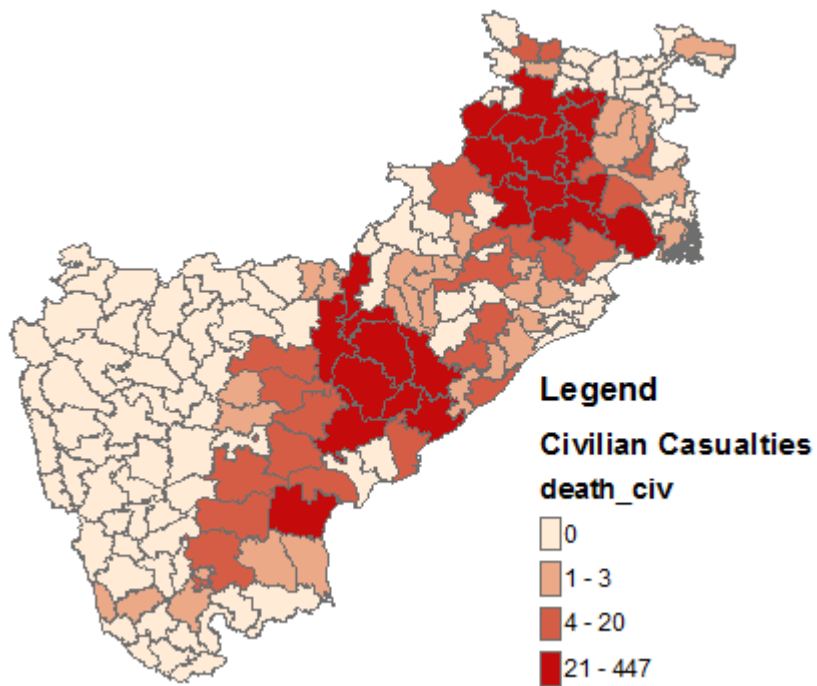 Legend
Civilian Casualties
death_civ
0
1 - 3
4 - 20
21 - 447